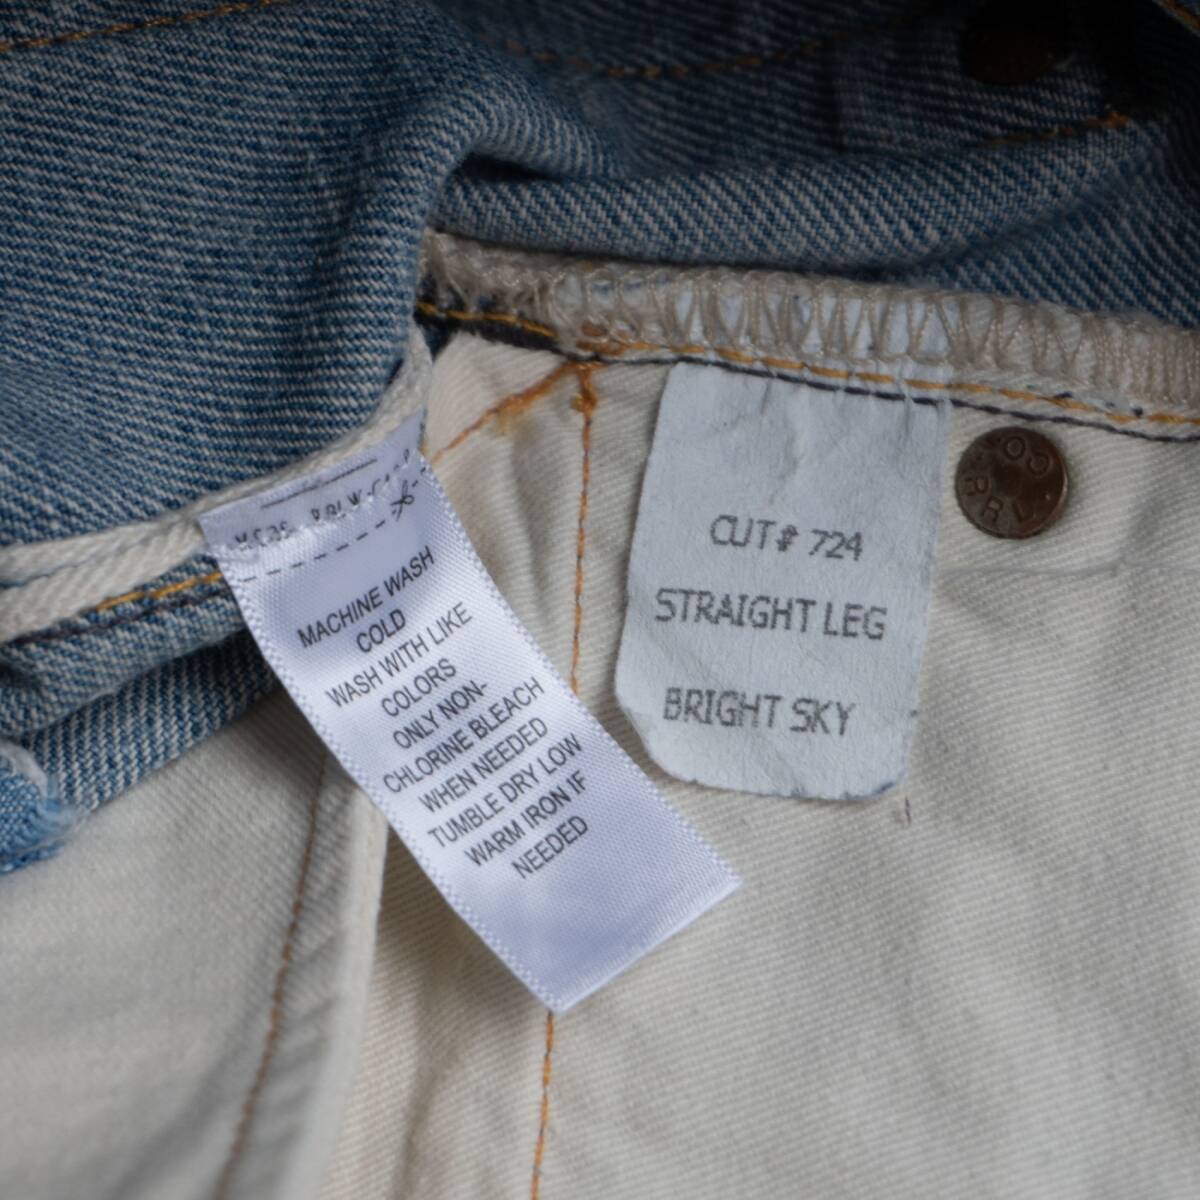 MACHINE WASH
COLD
WASH WITH LIKE
COLORS
ONLY NON-
CHLORINE BLEACH
WHEN NEEDED
TUMBLE DRY LOW
WARM IRON IF
NEEDED
CUT# 724
STRAIGHT LEG
BRIGHT SKY